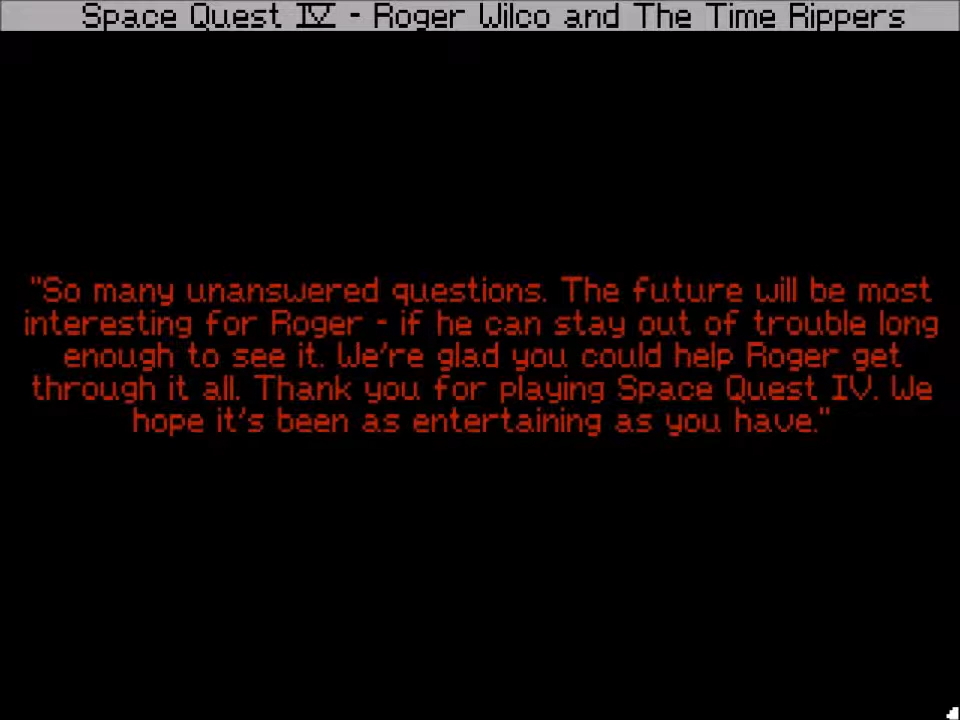 Space Quest IV - Roger Wilco and The Time Rippers
"So many unanswered questions. The future will be most
interesting for Roger - if he can stay out of trouble long
enough to see it. We're glad you could help Roger get
through it all. Thank you for playing Space Quest IV. We
hope it's been as entertaining as you have."